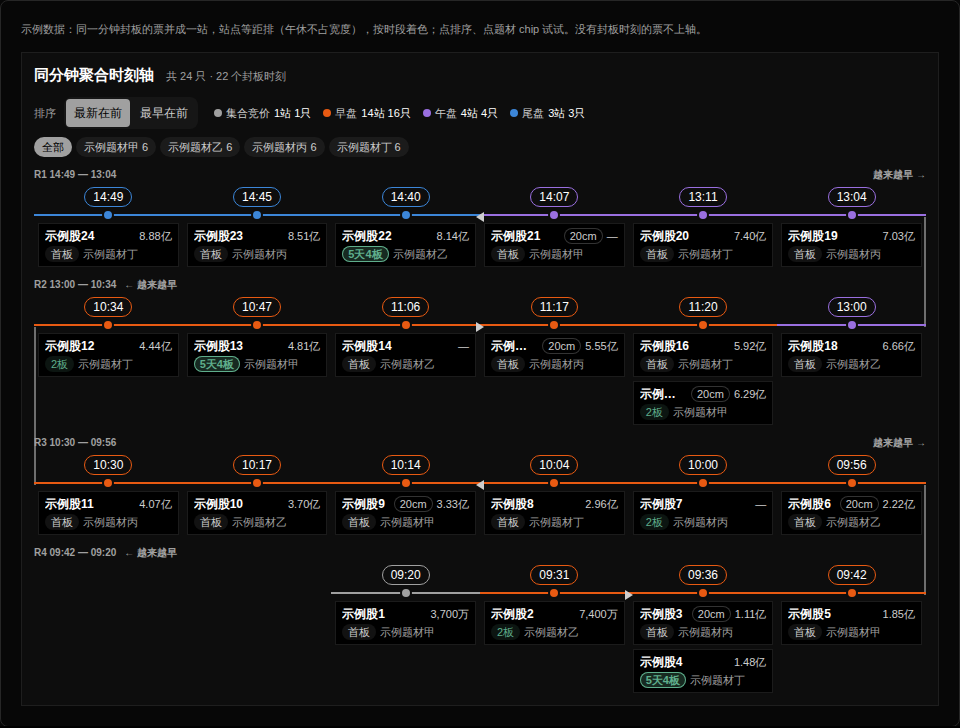 示例数据：同一分钟封板的票并成一站，站点等距排（午休不占宽度），按时段着色；点排序、点题材 chip 试试。没有封板时刻的票不上轴。
同分钟聚合时刻轴 共 24 只 · 22 个封板时刻
排序 最新在前 最早在前 集合竞价 1站 1只 早盘 14站 16只 午盘 4站 4只 尾盘 3站 3只
全部 示例题材甲 6 示例题材乙 6 示例题材丙 6 示例题材丁 6
R1 14:49 — 13:04 越来越早 →
14:49 14:45 14:40 14:07 13:11 13:04
示例股24 8.88亿 示例股23 8.51亿 示例股22 8.14亿 示例股21 20cm — 示例股20 7.40亿 示例股19 7.03亿
首板 示例题材丁 首板 示例题材丙 5天4板 示例题材乙 首板 示例题材甲 首板 示例题材丁 首板 示例题材丙
R2 13:00 — 10:34 ← 越来越早
10:34 10:47 11:06 11:17 11:20 13:00
示例股12 4.44亿 示例股13 4.81亿 示例股14 — 示例… 20cm 5.55亿 示例股16 5.92亿 示例股18 6.66亿
2板 示例题材丁 5天4板 示例题材甲 首板 示例题材乙 首板 示例题材丙 首板 示例题材丁 首板 示例题材乙
示例… 20cm 6.29亿
2板 示例题材甲
R3 10:30 — 09:56 越来越早 →
10:30 10:17 10:14 10:04 10:00 09:56
示例股11 4.07亿 示例股10 3.70亿 示例股9 20cm 3.33亿 示例股8 2.96亿 示例股7 — 示例股6 20cm 2.22亿
首板 示例题材丙 首板 示例题材乙 首板 示例题材甲 首板 示例题材丁 2板 示例题材丙 首板 示例题材乙
R4 09:42 — 09:20 ← 越来越早
09:20 09:31 09:36 09:42
示例股1 3,700万 示例股2 7,400万 示例股3 20cm 1.11亿 示例股5 1.85亿
首板 示例题材甲 2板 示例题材乙 首板 示例题材丙 首板 示例题材甲
示例股4 1.48亿
5天4板 示例题材丁